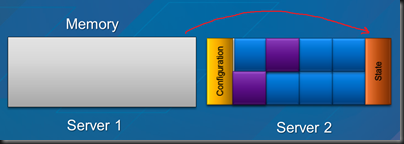 Memory
Configuration
State
Server 1
Server 2